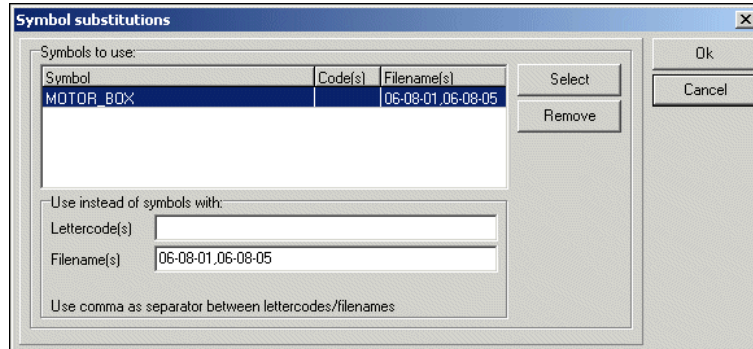 Symbol substitutions
Symbols to use:
Symbol Code(s) Filename(s)
MOTOR_BOX 06-08-01,06-08-05
Select
Remove
Ok
Cancel
Use instead of symbols with:
Lettercode(s)
Filename(s) 06-08-01,06-08-05
Use comma as separator between lettercodes/filenames